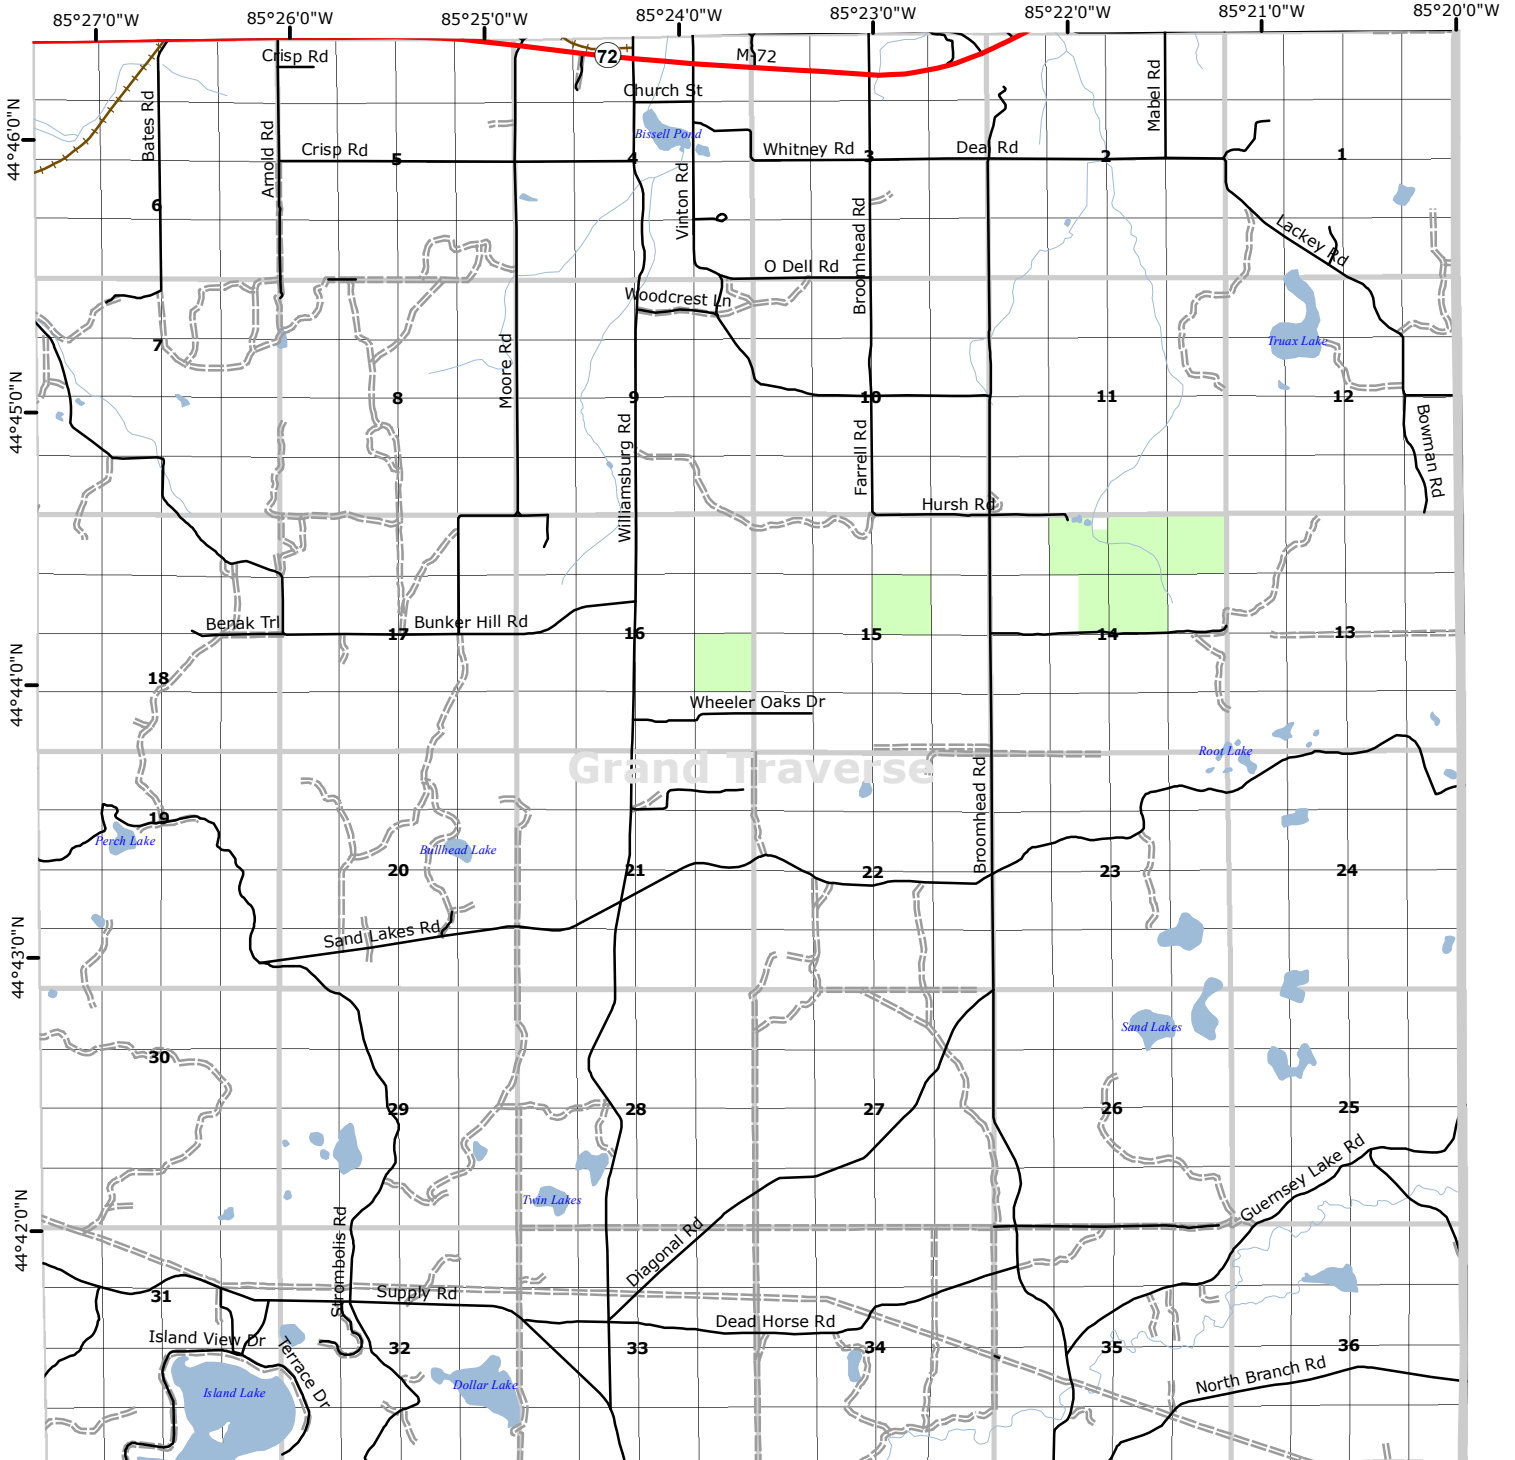 85°27'0"W 85°26'0"W 85°25'0"W 85°24'0"W 85°23'0"W 85°22'0"W 85°21'0"W 85°20'0"W
Crisp Rd
72
M-72
Church St
Mabel Rd
Bates Rd
Arnold Rd
44°46'0"N
Bissell Pond
Crisp Rd
5
4
Whitney Rd
3
Deal Rd
2
1
Vinton Rd
6
Broomhead Rd
Lackey Rd
O Dell Rd
Woodcrest Ln
7
Moore Rd
Truax Lake
44°45'0"N
8
9
10
11
12
Williamsburg Rd
Farrell Rd
Bowman Rd
Hursh Rd
Benak Trl
Bunker Hill Rd
17
16
15
14
13
44°44'0"N
18
Wheeler Oaks Dr
Root Lake
Grand Traverse
Broomhead Rd
19
Perch Lake
Bullhead Lake
20
21
22
23
24
Sand Lakes Rd
44°43'0"N
Sand Lakes
30
29
28
27
26
25
Guernsey Lake Rd
Twin Lakes
44°42'0"N
Strombolis Rd
Diagonal Rd
31
Supply Rd
Dead Horse Rd
Island View Dr
Terrace Dr
32
33
34
35
36
Island Lake
Dollar Lake
North Branch Rd